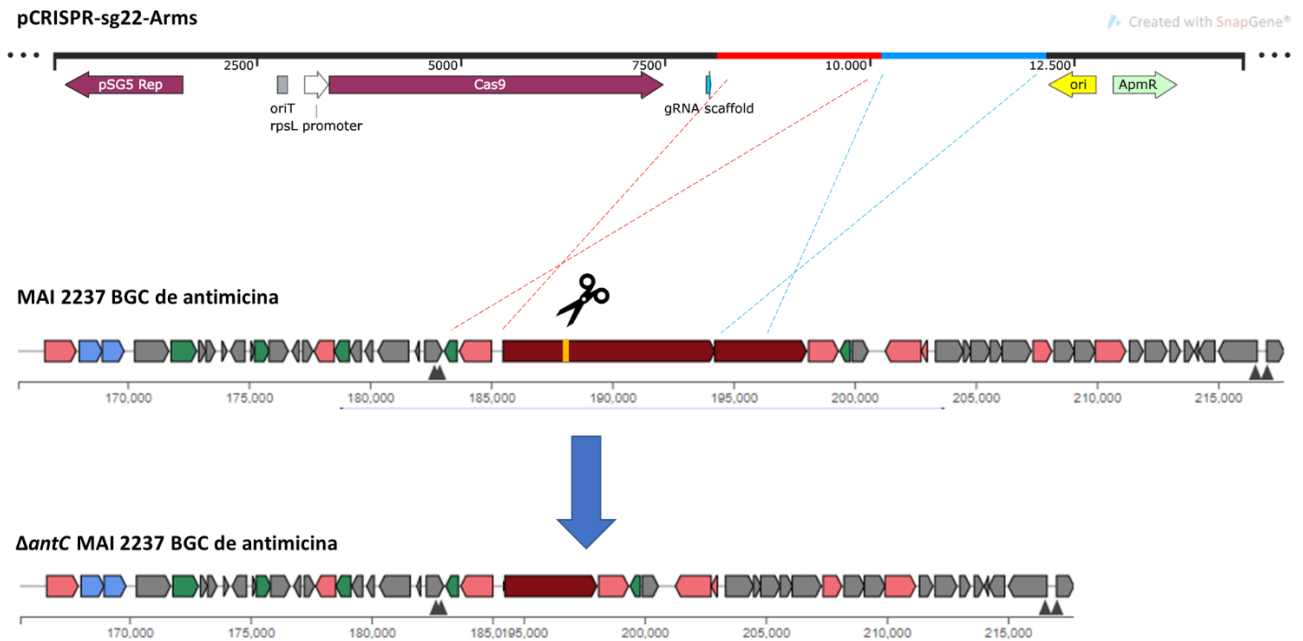 pCRISPR-sg22-Arms
Created with SnapGene®
2500 5000 7500 10.000 12.500
pSG5 Rep Cas9 ori ApmR
oriT gRNA scaffold
rpsL promoter
MAI 2237 BGC de antimicina
170,000 175,000 180,000 185,000 190,000 195,000 200,000 205,000 210,000 215,000
ΔantC MAI 2237 BGC de antimicina
170,000 175,000 180,000 185,0195,000 200,000 205,000 210,000 215,000